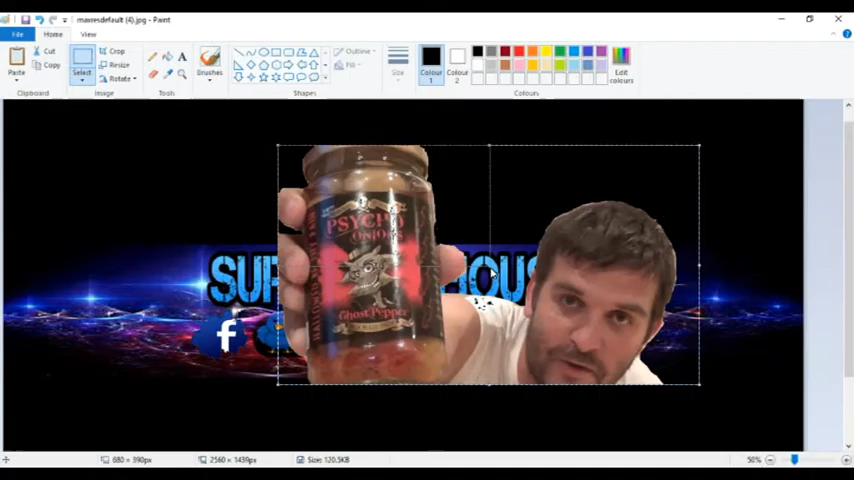 maxresdefault (4).jpg - Paint
File Home View
Paste
Cut
Copy
Clipboard
Select
Crop
Resize
Rotate
Image
Tools
Brushes
Shapes
Outline
Fill
Size
Colour 1
Colour 2
Colours
Edit colours
PSYCHO
ONIONS
Ghost Pepper
SUP
HOUS
f
680 × 390px
2560 × 1439px
Size: 120.5KB
50%